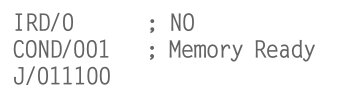 IRD/0 ; NO
COND/001 ; Memory Ready
J/011100